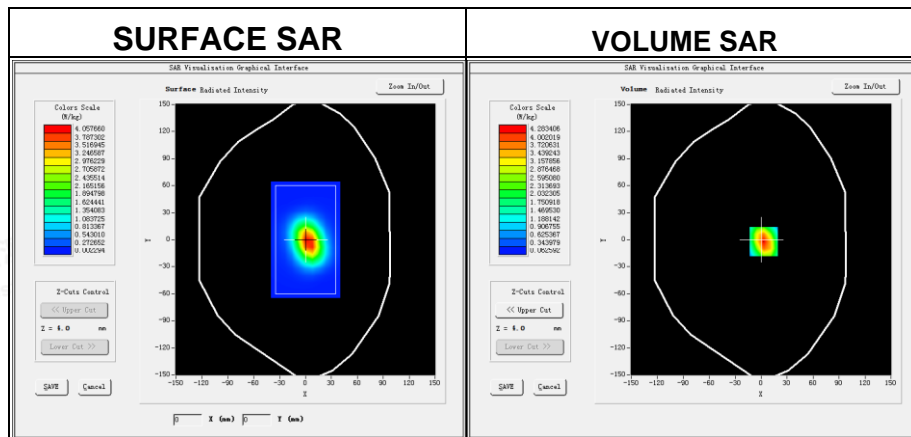 SURFACE SAR
VOLUME SAR
SAR Visualisation Graphical Interface
Surface Radiated Intensity
Zoom In/Out
Colors Scale
(W/kg)
4.057660
3.787302
3.516945
3.246587
2.976229
2.705872
2.435514
2.165156
1.894798
1.624441
1.354083
1.083725
0.813367
0.543010
0.272652
0.002294
Z-Cuts Control
<< Upper Cut
Z = 4.0 mm
Lower Cut >>
SAVE
Cancel
150
120
90
60
30
0
-30
-60
-90
-120
-150
Y
-150 -120 -90 -60 -30 0 30 60 90 120 150
X
0 X (mm) 0 Y (mm)
SAR Visualisation Graphical Interface
Volume Radiated Intensity
Zoom In/Out
Colors Scale
(W/kg)
4.283406
4.002019
3.720631
3.439243
3.157856
2.876468
2.595080
2.313693
2.032305
1.750918
1.469530
1.188142
0.906755
0.625367
0.343979
0.062592
Z-Cuts Control
<< Upper Cut
Z = 4.0 mm
Lower Cut >>
SAVE
Cancel
150
120
90
60
30
0
-30
-60
-90
-120
-150
Y
-150 -120 -90 -60 -30 0 30 60 90 120 150
X